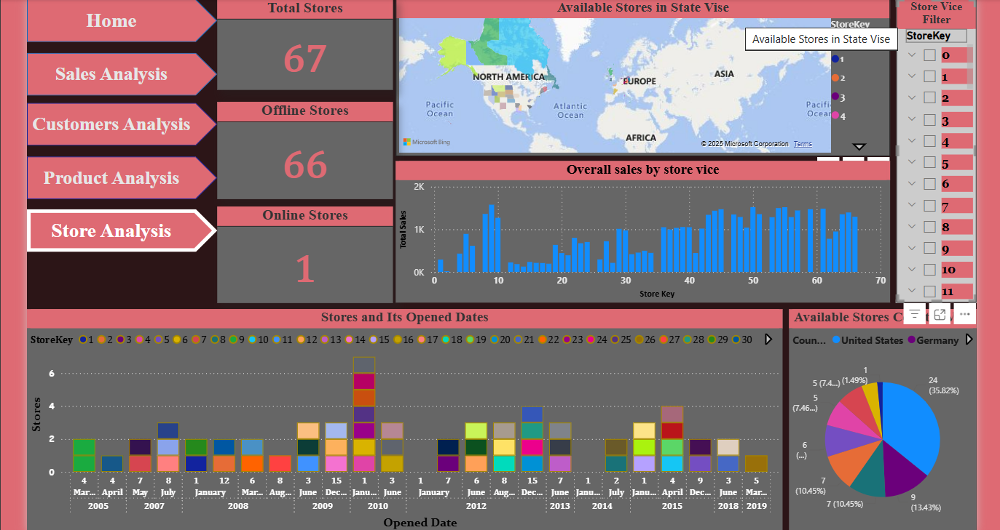 Home
Sales Analysis
Customers Analysis
Product Analysis
Store Analysis
Total Stores
67
Offline Stores
66
Online Stores
1
Available Stores in State Vise
StoreKey
Available Stores in State Vise
1
2
3
4
NORTH AMERICA
EUROPE
ASIA
AFRICA
Pacific
Ocean
Atlantic
Ocean
Pacifi
Ocean
Microsoft Bing
© 2025 Microsoft Corporation Terms
Overall sales by store vice
Total Sales
2K
1K
0K
0 10 20 30 40 50 60 70
Store Key
Store Vice
Filter
StoreKey
0
1
2
3
4
5
6
7
8
9
10
11
Stores and Its Opened Dates
StoreKey 1 2 3 4 5 6 7 8 9 10 11 12 13 14 15 16 17 18 19 20 21 22 23 24 25 26 27 28 29 30
Stores
6
4
2
0
4 4 7 8 1 12 6 8 3 15 1 3 1 7 6 8 15 7 1 2 1 4 9 3 5
Mar... April May July January Mar... Aug... June Dec... Janu... June January June Aug... Dec... June Janu... July Janu... April Dec... June Mar...
2005 2007 2008 2009 2010 2012 2013 2014 2015 2018 2019
Opened Date
Available Stores C
Coun... United States Germany
24
(35.82%)
9
(13.43%)
7 (10.45%)
7
(10.45%)
6
(...)
5
(7.46...)
5 (7.4...)
1
(1.49%)